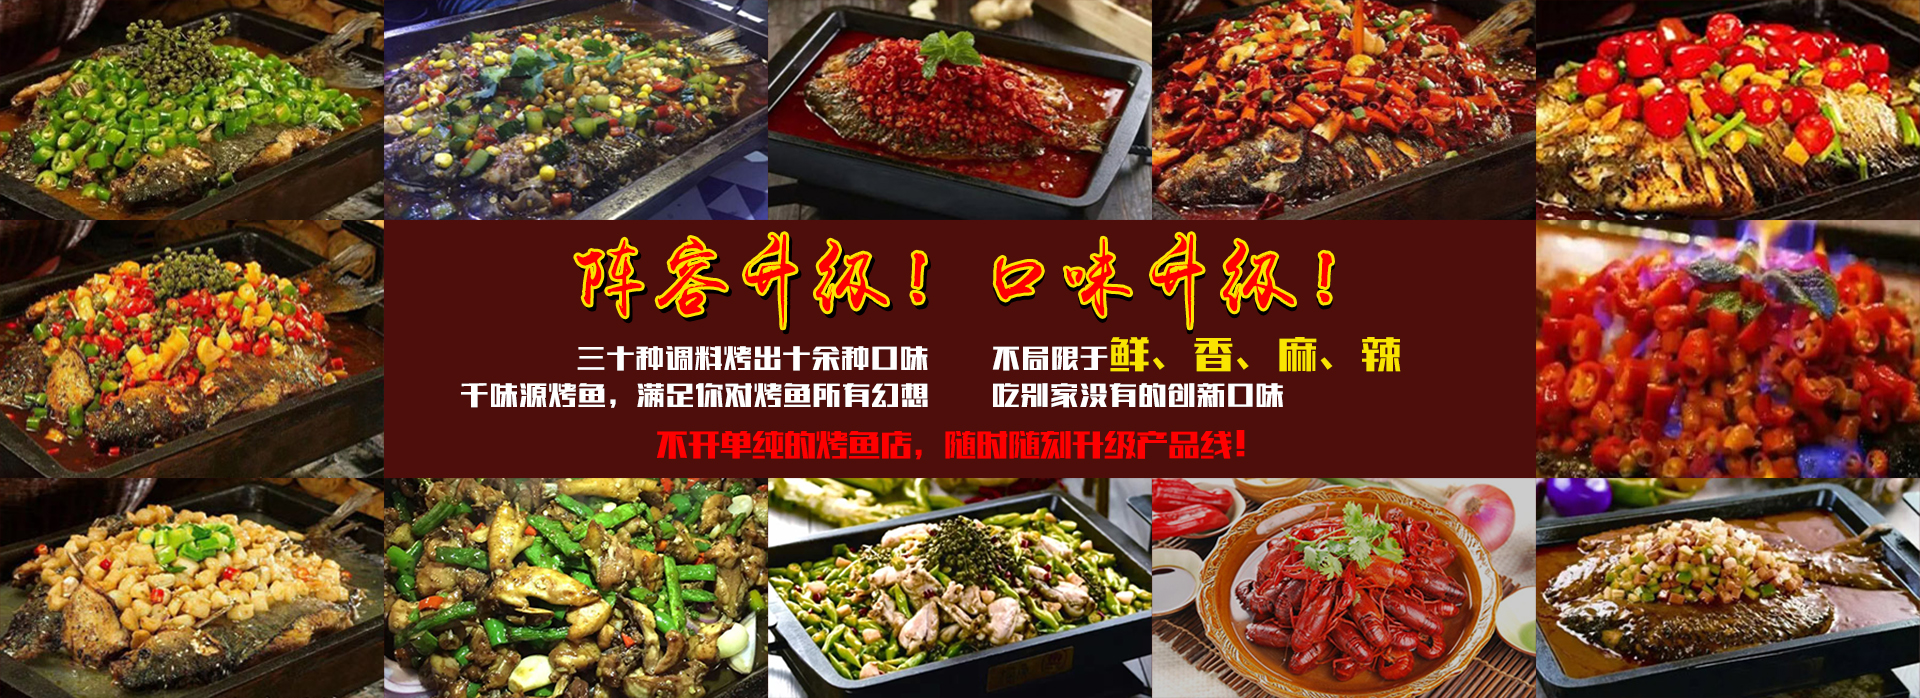 阵容升级！ 口味升级！
三十种调料烤出十余种口味 不局限于鲜、香、麻、辣
千味源烤鱼，满足你对烤鱼所有幻想 吃别家没有的创新口味
不开单纯的烤鱼店，随时随刻升级产品线！